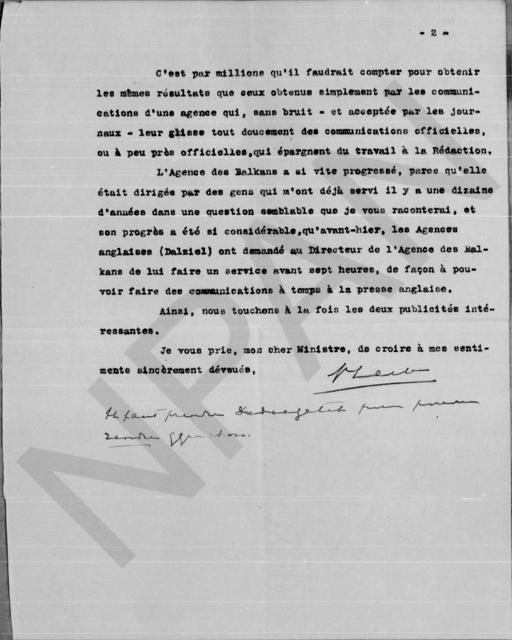 - 2 -
C'est par millions qu'il faudrait compter pour obtenir
les mêmes résultats que ceux obtenus simplement par les communi-
cations d'une agence qui, sans bruit - et acceptée par les jour-
naux - leur glisse tout doucement des communications officielles,
ou à peu près officielles,qui épargnent du travail à la Rédaction.
L'Agence des Balkans a si vite progressé, parce qu'elle
était dirigée par des gens qui m'ont déjà servi il y a une dizaine
d'années dans une question semblable que je vous raconterai, et
son progrès a été si considérable,qu'avant-hier, les Agences
anglaises (Dalziel) ont demandé au Directeur de l'Agence des Bal-
kans de lui faire un service avant sept heures, de façon à pou-
voir faire des communications à temps à la presse anglaise.
Ainsi, nous touchons à la fois les deux publicités inté-
ressantes.
Je vous prie, mon cher Ministre, de croire à mes senti-
ments sincèrement dévoués,
Il faut prendre
NPAM